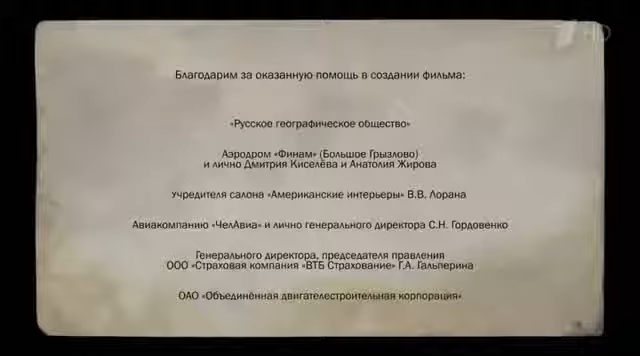 Благодарим за оказанную помощь в создании фильма:
«Русское географическое общество»
Аэродром «Финам» (Большое Грызлово)
и лично Дмитрия Киселёва и Анатолия Жирова
учредителя салона «Американские интерьеры» В.В. Лорана
Авиакомпанию «ЧелАвиа» и лично генерального директора С.Н. Гордовенко
Генерального директора, председателя правления
ООО «Страховая компания «ВТБ Страхование» Г.А. Гальперина
ОАО «Объединённая двигателестроительная корпорация»
HD